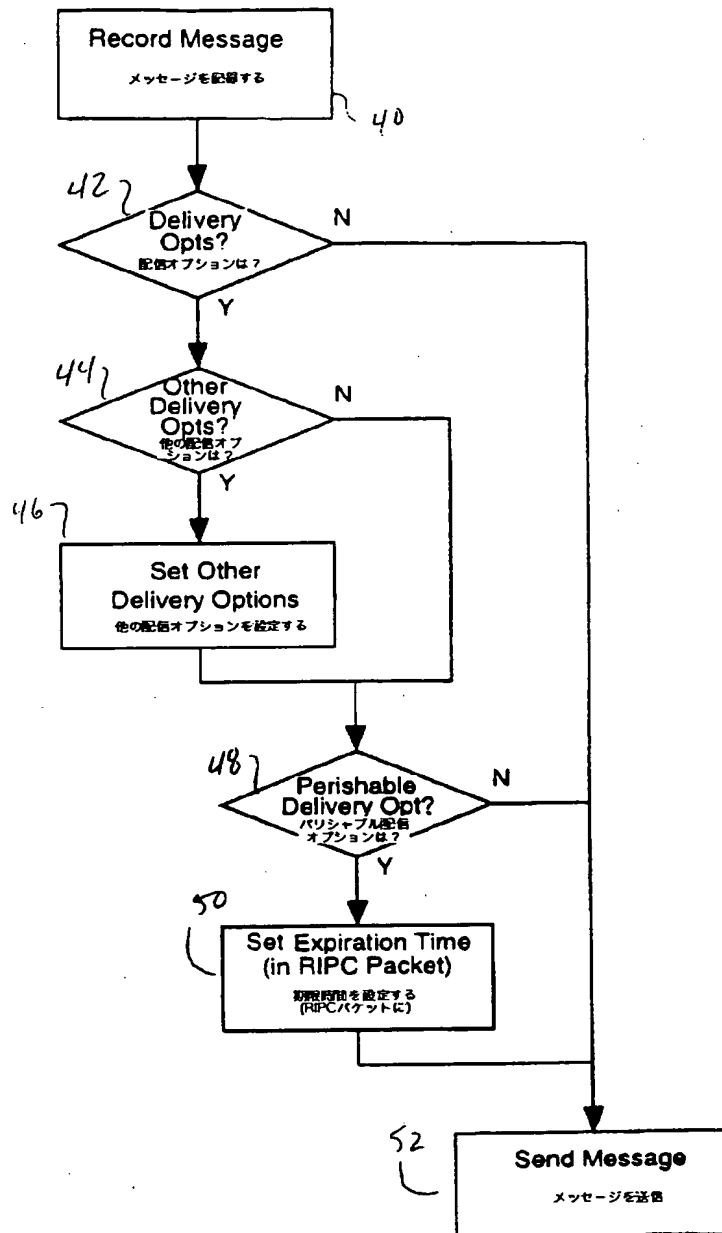 Record Message
メッセージを記録する
40
42
Delivery
Opts?
配信オプションは？
N
Y
44
Other
Delivery
Opts?
他の配信オプ
ションは？
N
Y
46
Set Other
Delivery Options
他の配信オプションを設定する
48
Perishable
Delivery Opt?
パリシャブル配信
オプションは？
N
Y
50
Set Expiration Time
(in RIPC Packet)
期限時間を設定する
(RIPCパケットに)
52
Send Message
メッセージを送信